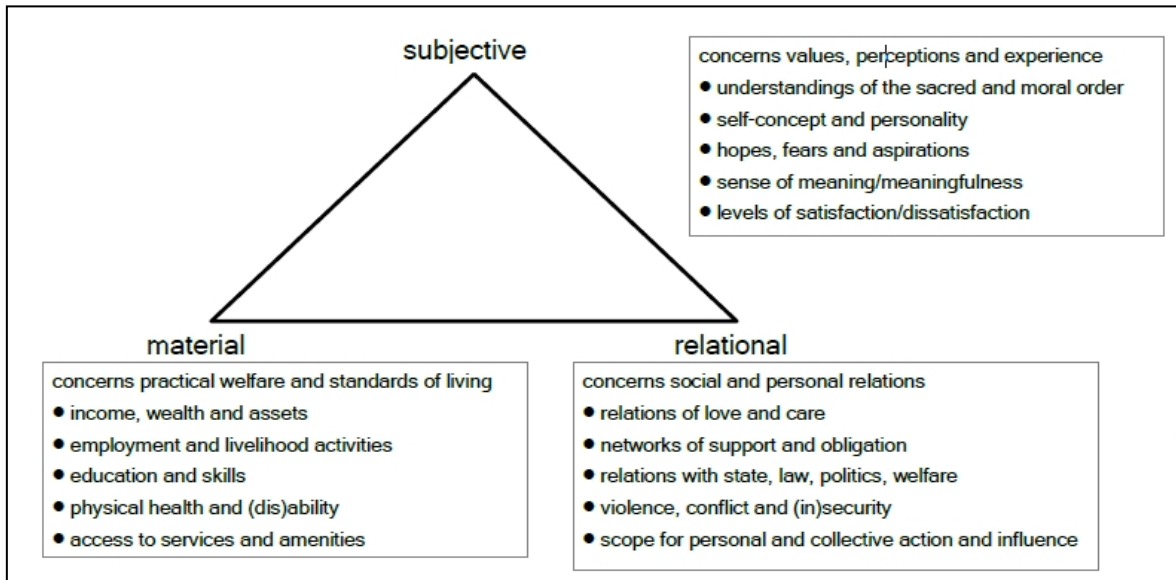 subjective
concerns values, perceptions and experience
● understandings of the sacred and moral order
● self-concept and personality
● hopes, fears and aspirations
● sense of meaning/meaningfulness
● levels of satisfaction/dissatisfaction
material
concerns practical welfare and standards of living
● income, wealth and assets
● employment and livelihood activities
● education and skills
● physical health and (dis)ability
● access to services and amenities
relational
concerns social and personal relations
● relations of love and care
● networks of support and obligation
● relations with state, law, politics, welfare
● violence, conflict and (in)security
● scope for personal and collective action and influence